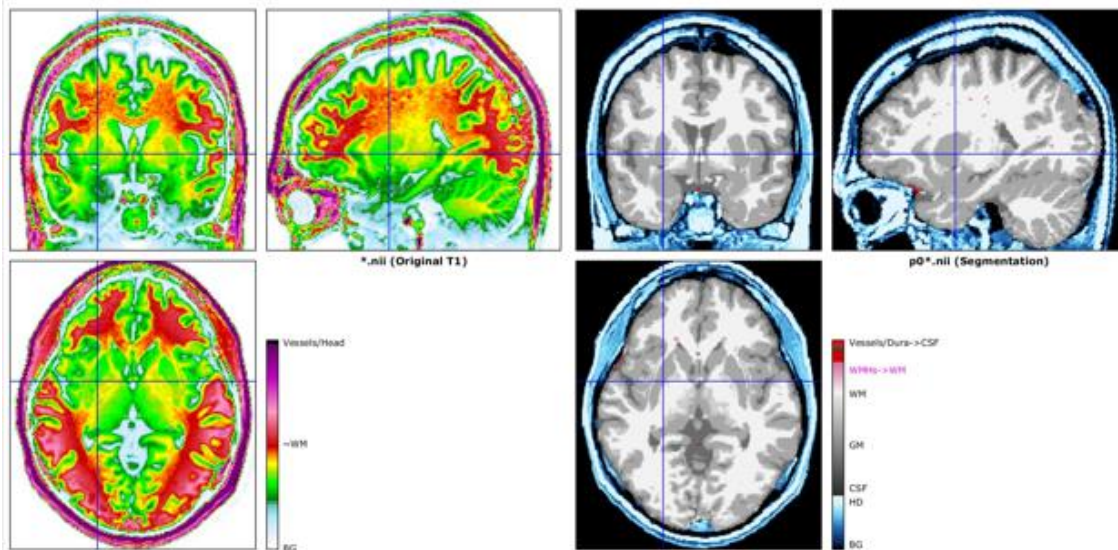 *.nii (Original T1)
p0*.nii (Segmentation)
Vessels/Head
~WM
BG
Vessels/Dura->CSF
WMHs->WM
WM
GM
CSF
HD
BG